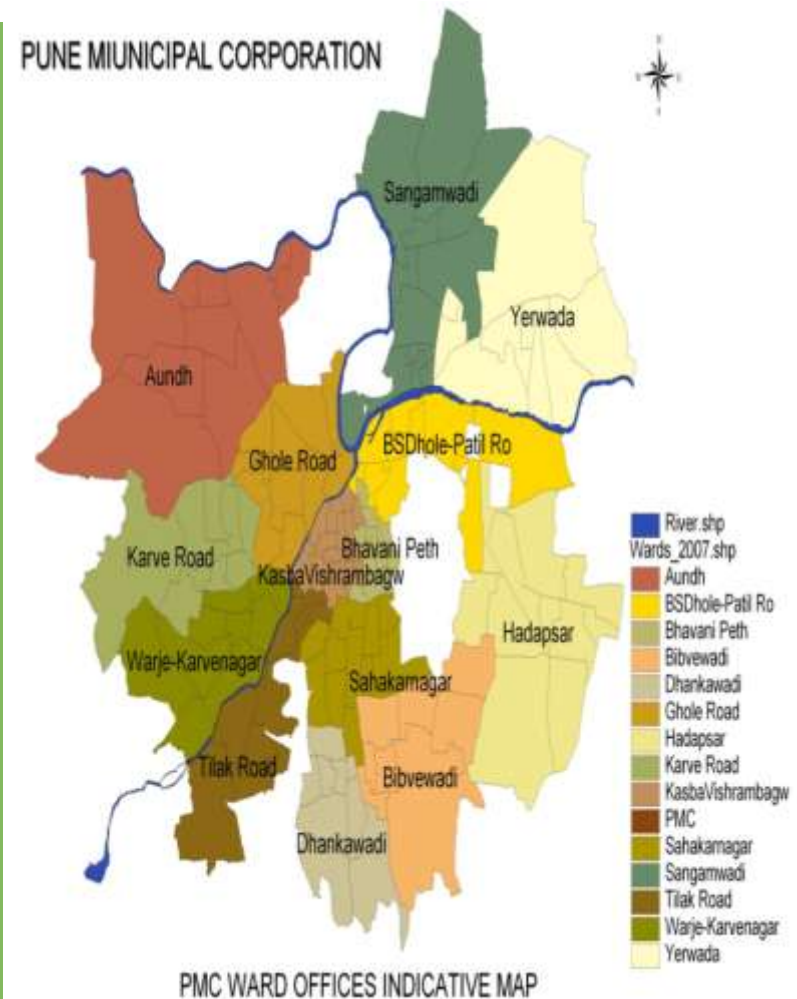 PUNE MIUNICIPAL CORPORATION
Sangamwadi
Yerwada
Aundh
Ghole Road
BSDhole-Patil Ro
Karve Road
Bhavani Peth
KasbaVishrambagw
Hadapsar
Warje-Karvenagar
Sahakarnagar
Tilak Road
Bibvewadi
Dhankawadi
River.shp
Wards_2007.shp
Aundh
BSDhole-Patil Ro
Bhavani Peth
Bibvewadi
Dhankawadi
Ghole Road
Hadapsar
Karve Road
KasbaVishrambagw
PMC
Sahakarnagar
Sangamwadi
Tilak Road
Warje-Karvenagar
Yerwada
PMC WARD OFFICES INDICATIVE MAP